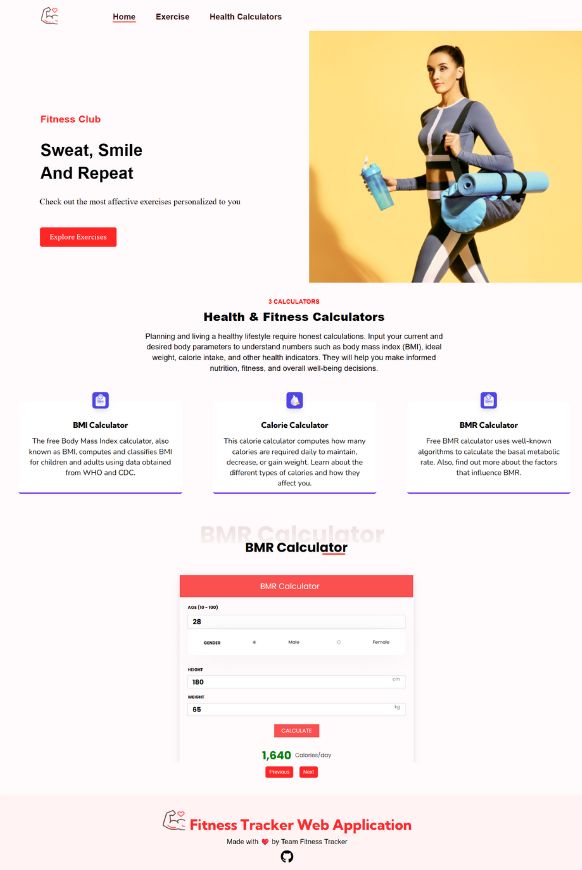 Home Exercise Health Calculators
Fitness Club
Sweat, Smile
And Repeat
Check out the most affective exercises personalized to you
Explore Exercises
3 CALCULATORS
Health & Fitness Calculators
Planning and living a healthy lifestyle require honest calculations. Input your current and
desired body parameters to understand numbers such as body mass index (BMI), ideal
weight, calorie intake, and other health indicators. They will help you make informed
nutrition, fitness, and overall well-being decisions.
BMI Calculator
The free Body Mass Index calculator, also
known as BMI, computes and classifies BMI
for children and adults using data obtained
from WHO and CDC.
Calorie Calculator
This calorie calculator computes how many
calories are required daily to maintain,
decrease, or gain weight. Learn about the
different types of calories and how they
affect you.
BMR Calculator
Free BMR calculator uses well-known
algorithms to calculate the basal metabolic
rate. Also, find out more about the factors
that influence BMR.
BMR Calculator
BMR Calculator
BMR Calculator
AGE (10 - 100)
28
GENDER Male Female
HEIGHT
180 cm
WEIGHT
65 kg
CALCULATE
1,640 Calories/day
Previous Next
Fitness Tracker Web Application
Made with ❤ by Team Fitness Tracker